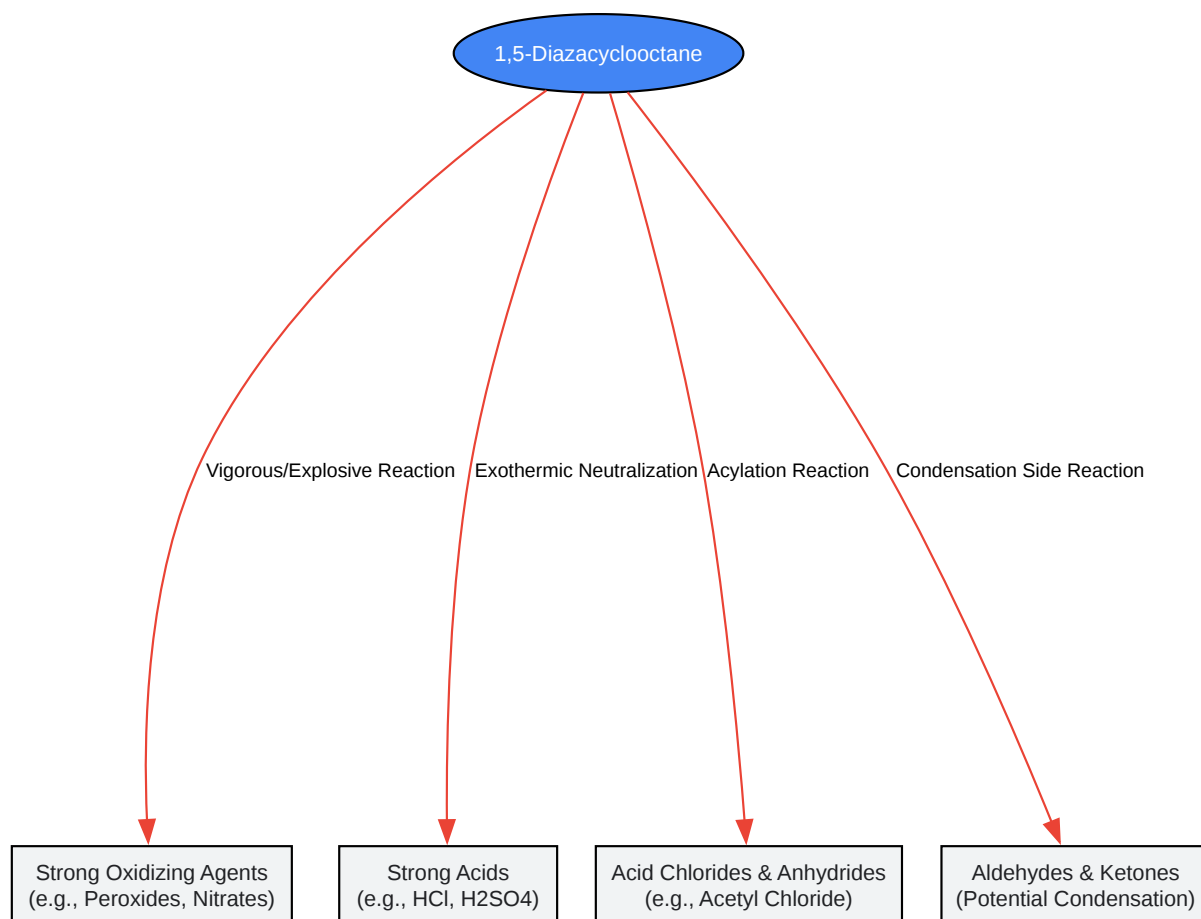 1,5-Diazacyclooctane
Vigorous/Explosive Reaction
Exothermic Neutralization
Acylation Reaction
Condensation Side Reaction
Strong Oxidizing Agents
(e.g., Peroxides, Nitrates)
Strong Acids
(e.g., HCl, H2SO4)
Acid Chlorides & Anhydrides
(e.g., Acetyl Chloride)
Aldehydes & Ketones
(Potential Condensation)